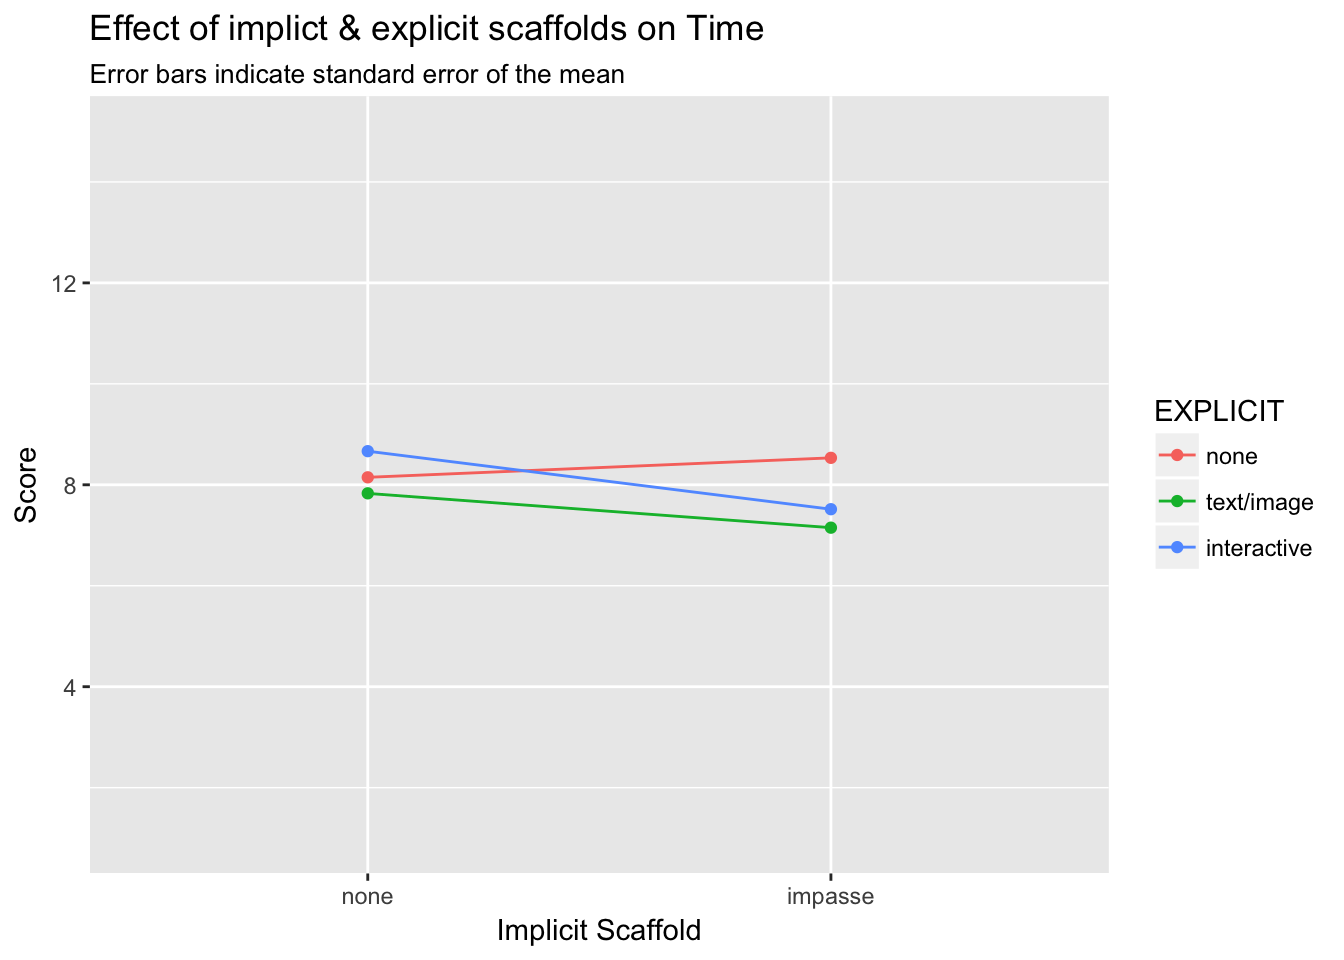 Effect of implict & explicit scaffolds on Time
Error bars indicate standard error of the mean
12
8
4
Score
none
impasse
Implicit Scaffold
EXPLICIT
none
text/image
interactive